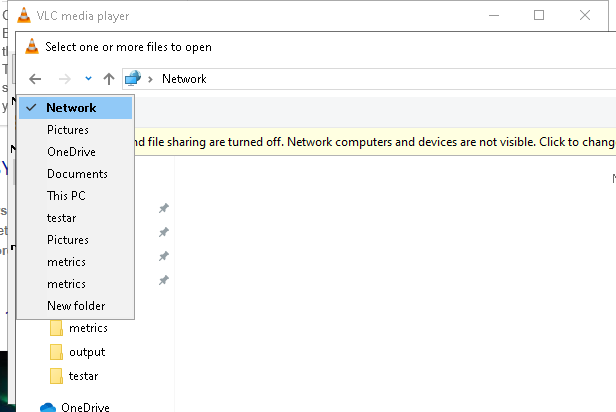 VLC media player
Select one or more files to open
Network
Network
Pictures
OneDrive
Documents
This PC
testar
Pictures
metrics
metrics
New folder
nd file sharing are turned off. Network computers and devices are not visible. Click to chang
metrics
output
testar
OneDrive